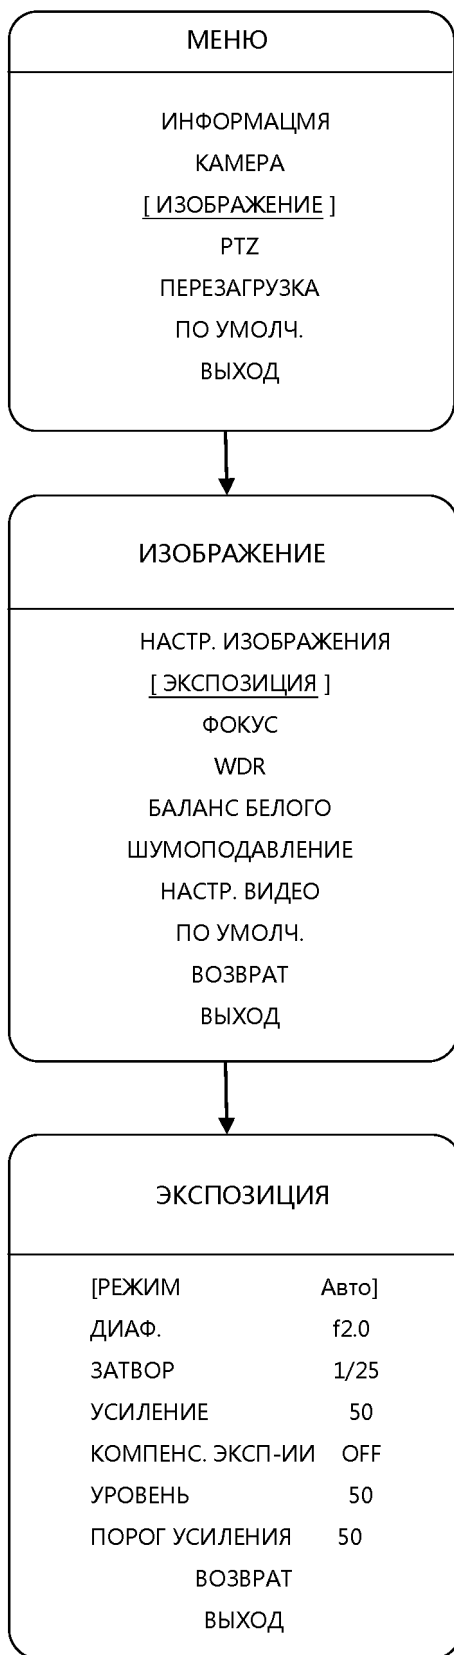 МЕНЮ
ИНФОРМАЦМЯ
КАМЕРА
[ ИЗОБРАЖЕНИЕ ]
PTZ
ПЕРЕЗАГРУЗКА
ПО УМОЛЧ.
ВЫХОД
ИЗОБРАЖЕНИЕ
НАСТР. ИЗОБРАЖЕНИЯ
[ ЭКСПОЗИЦИЯ ]
ФОКУС
WDR
БАЛАНС БЕЛОГО
ШУМОПОДАВЛЕНИЕ
НАСТР. ВИДЕО
ПО УМОЛЧ.
ВОЗВРАТ
ВЫХОД
ЭКСПОЗИЦИЯ
[РЕЖИМ Авто]
ДИАФ. f2.0
ЗАТВОР 1/25
УСИЛЕНИЕ 50
КОМПЕНС. ЭКСП-ИИ OFF
УРОВЕНЬ 50
ПОРОГ УСИЛЕНИЯ 50
ВОЗВРАТ
ВЫХОД